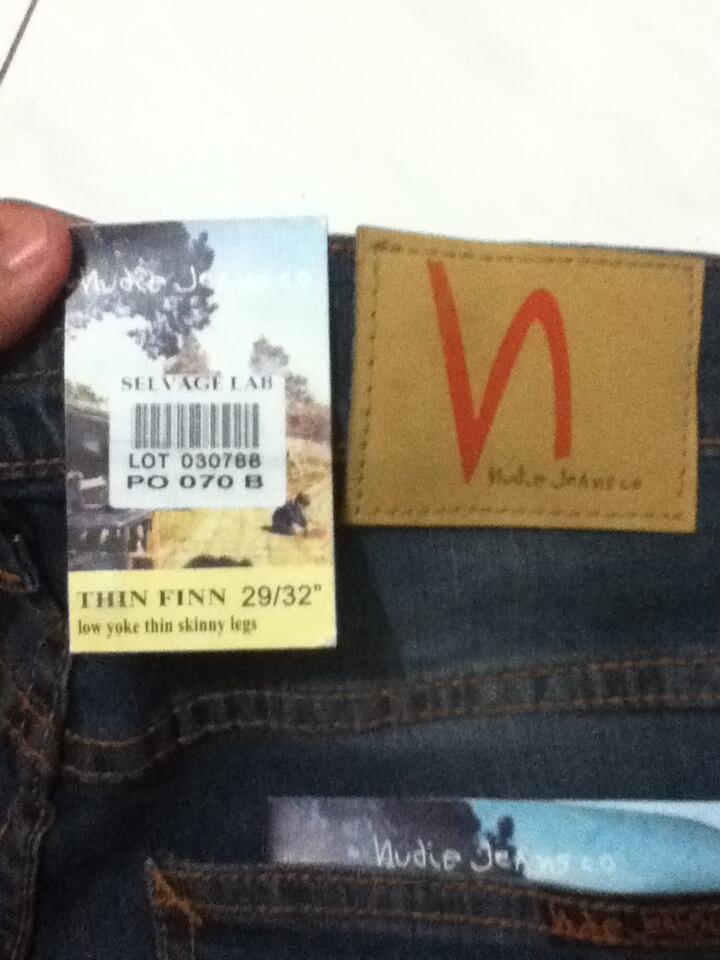 Nudie Jeans co
SELVAGE LAB
LOT 030788
PO 070 B
THIN FINN 29/32"
low yoke thin skinny legs
n
Nudie Jeans co
Nudie Jeans co